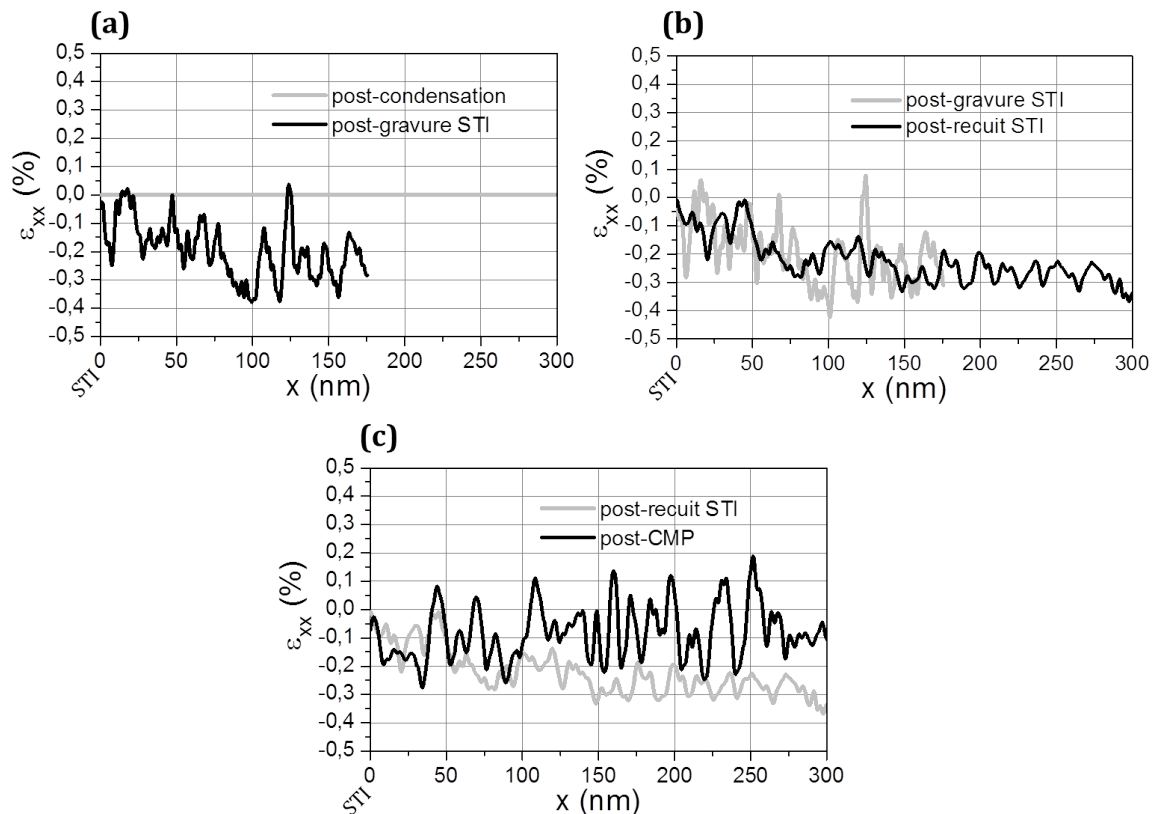 (a)
0,5
0,4
0,3
0,2
0,1
0,0
-0,1
-0,2
-0,3
-0,4
-0,5
εxx (%)
post-condensation
post-gravure STI
0 50 100 150 200 250 300
STI
x (nm)
(b)
0,5
0,4
0,3
0,2
0,1
0,0
-0,1
-0,2
-0,3
-0,4
-0,5
εxx (%)
post-gravure STI
post-recuit STI
0 50 100 150 200 250 300
STI
x (nm)
(c)
0,5
0,4
0,3
0,2
0,1
0,0
-0,1
-0,2
-0,3
-0,4
-0,5
εxx (%)
post-recuit STI
post-CMP
0 50 100 150 200 250 300
STI
x (nm)